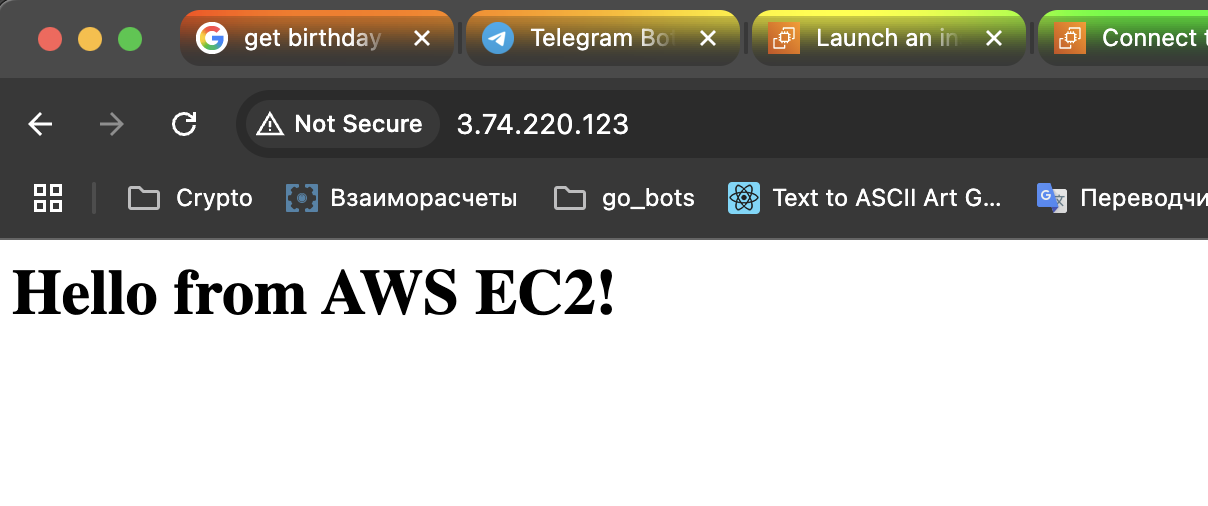 get birthday
Telegram Bot
Launch an in
Connect t
Not Secure
3.74.220.123
Crypto
Взаиморасчеты
go_bots
Text to ASCII Art G...
Переводчи
Hello from AWS EC2!